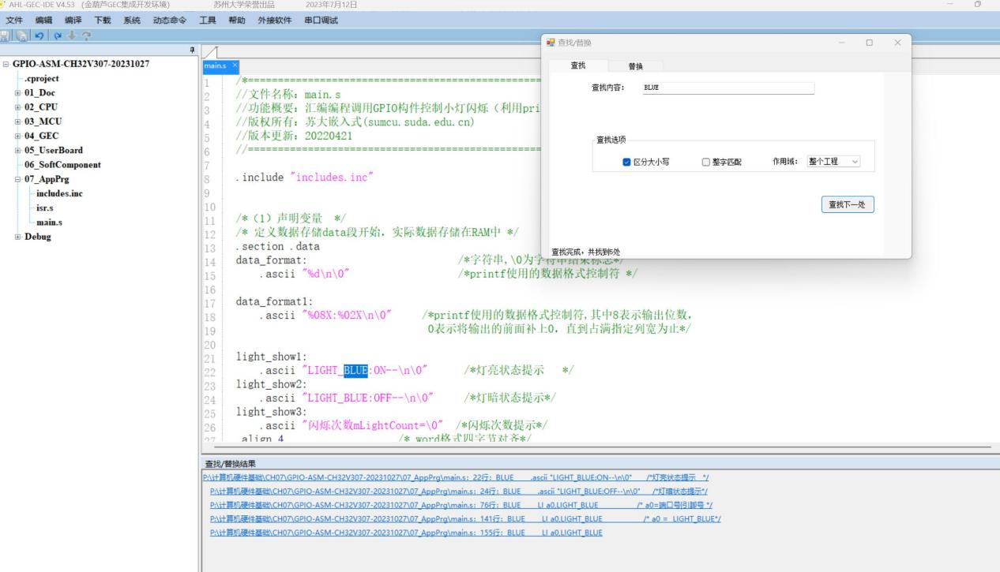 AHL-GEC-IDE V4.53 (金葫芦GEC集成开发环境) 苏州大学荣誉出品 2023年7月12日
文件 编辑 编译 下载 系统 动态命令 工具 帮助 外接软件 串口调试
GPIO-ASM-CH32V307-20231027
.cproject
01_Doc
02_CPU
03_MCU
04_GEC
05_UserBoard
06_SoftComponent
07_AppPrg
includes.inc
isr.s
main.s
Debug
main.s ×
1 /*================================================
2 //文件名称：main.s
3 //功能概要：汇编编程调用GPIO构件控制小灯闪烁（利用pri
4 //版权所有：苏大嵌入式(sumcu.suda.edu.cn)
5 //版本更新：20220421
6 //================================================
7
8 .include "includes.inc"
9
10
11 /*（1）声明变量 */
12 /* 定义数据存储data段开始，实际数据存储在RAM中 */
13 .section .data
14 data_format: /*字符串,\0为字符串结束标志*/
15 .ascii "%d\n\0" /*printf使用的数据格式控制符 */
16
17 data_format1:
18 .ascii "%08X:%02X\n\0" /*printf使用的数据格式控制符,其中8表示输出位数，
19 0表示将输出的前面补上0，直到占满指定列宽为止*/
20
21 light_show1:
22 .ascii "LIGHT_BLUE:ON--\n\0" /*灯亮状态提示 */
23 light_show2:
24 .ascii "LIGHT_BLUE:OFF--\n\0" /*灯暗状态提示*/
25 light_show3:
26 .ascii "闪烁次数mLightCount=\0" /*闪烁次数提示*/
27 .align 4 /* word格式四字节对齐*/
查找/替换
查找 替换
查找内容： BLUE
查找选项
区分大小写 整字匹配 作用域： 整个工程
查找下一处
查找完成，共找到5处
查找/替换结果
P:\计算机硬件基础\CH07\GPIO-ASM-CH32V307-20231027\07_AppPrg\main.s：22行：BLUE .ascii "LIGHT_BLUE:ON--\n\0" /*灯亮状态提示 */
P:\计算机硬件基础\CH07\GPIO-ASM-CH32V307-20231027\07_AppPrg\main.s：24行：BLUE .ascii "LIGHT_BLUE:OFF--\n\0" /*灯暗状态提示*/
P:\计算机硬件基础\CH07\GPIO-ASM-CH32V307-20231027\07_AppPrg\main.s：76行：BLUE LI a0,LIGHT_BLUE /* a0=端口号|引脚号 */
P:\计算机硬件基础\CH07\GPIO-ASM-CH32V307-20231027\07_AppPrg\main.s：141行：BLUE LI a0,LIGHT_BLUE /* a0 = LIGHT_BLUE*/
P:\计算机硬件基础\CH07\GPIO-ASM-CH32V307-20231027\07_AppPrg\main.s：155行：BLUE LI a0,LIGHT_BLUE